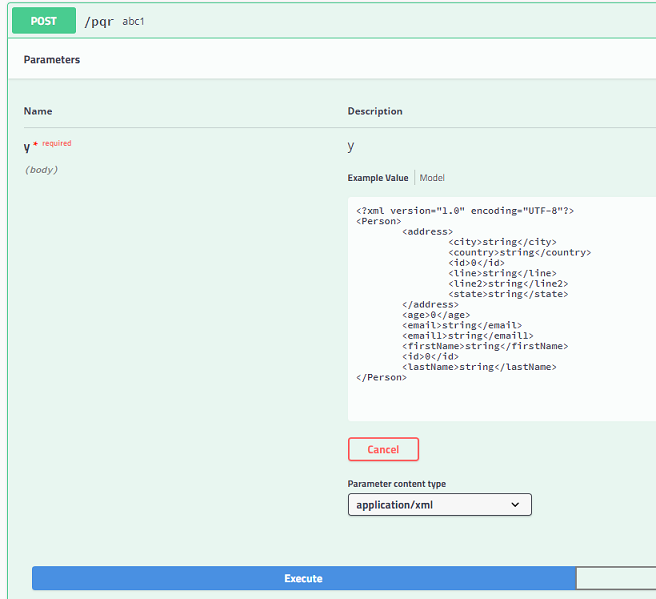 POST /pqr abc1
Parameters
Name Description
y * required y
(body)
Example Value Model
<?xml version="1.0" encoding="UTF-8"?>
<Person>
<address>
<city>string</city>
<country>string</country>
<id>0</id>
<line>string</line>
<line2>string</line2>
<state>string</state>
</address>
<age>0</age>
<email>string</email>
<email1>string</email1>
<firstName>string</firstName>
<id>0</id>
<lastName>string</lastName>
</Person>
Cancel
Parameter content type
application/xml
Execute